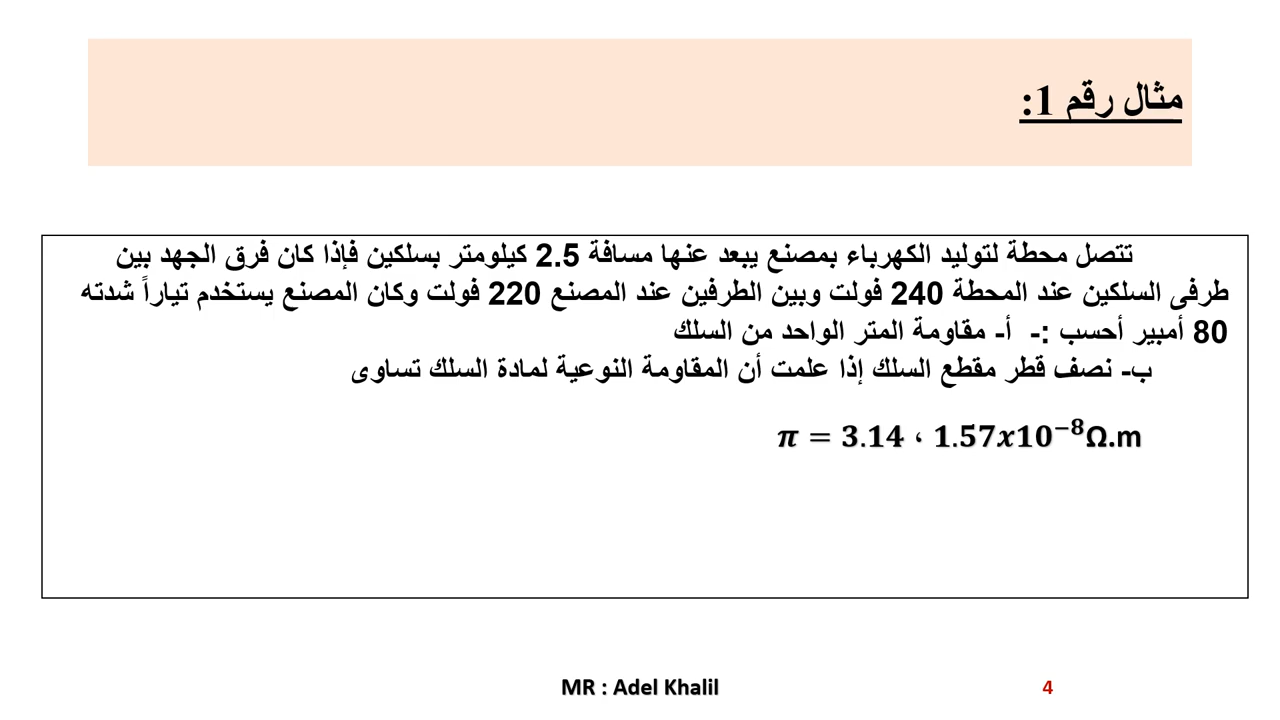 مثال رقم 1:
تتصل محطة لتوليد الكهرباء بمصنع يبعد عنها مسافة 2.5 كيلومتر بسلكين فإذا كان فرق الجهد بين
طرفى السلكين عند المحطة 240 فولت وبين الطرفين عند المصنع 220 فولت وكان المصنع يستخدم تياراً شدته
80 أمبير أحسب :- أ- مقاومة المتر الواحد من السلك
ب- نصف قطر مقطع السلك إذا علمت أن المقاومة النوعية لمادة السلك تساوى
π = 3.14 ، 1.57x10⁻⁸Ω.m
MR : Adel Khalil
4